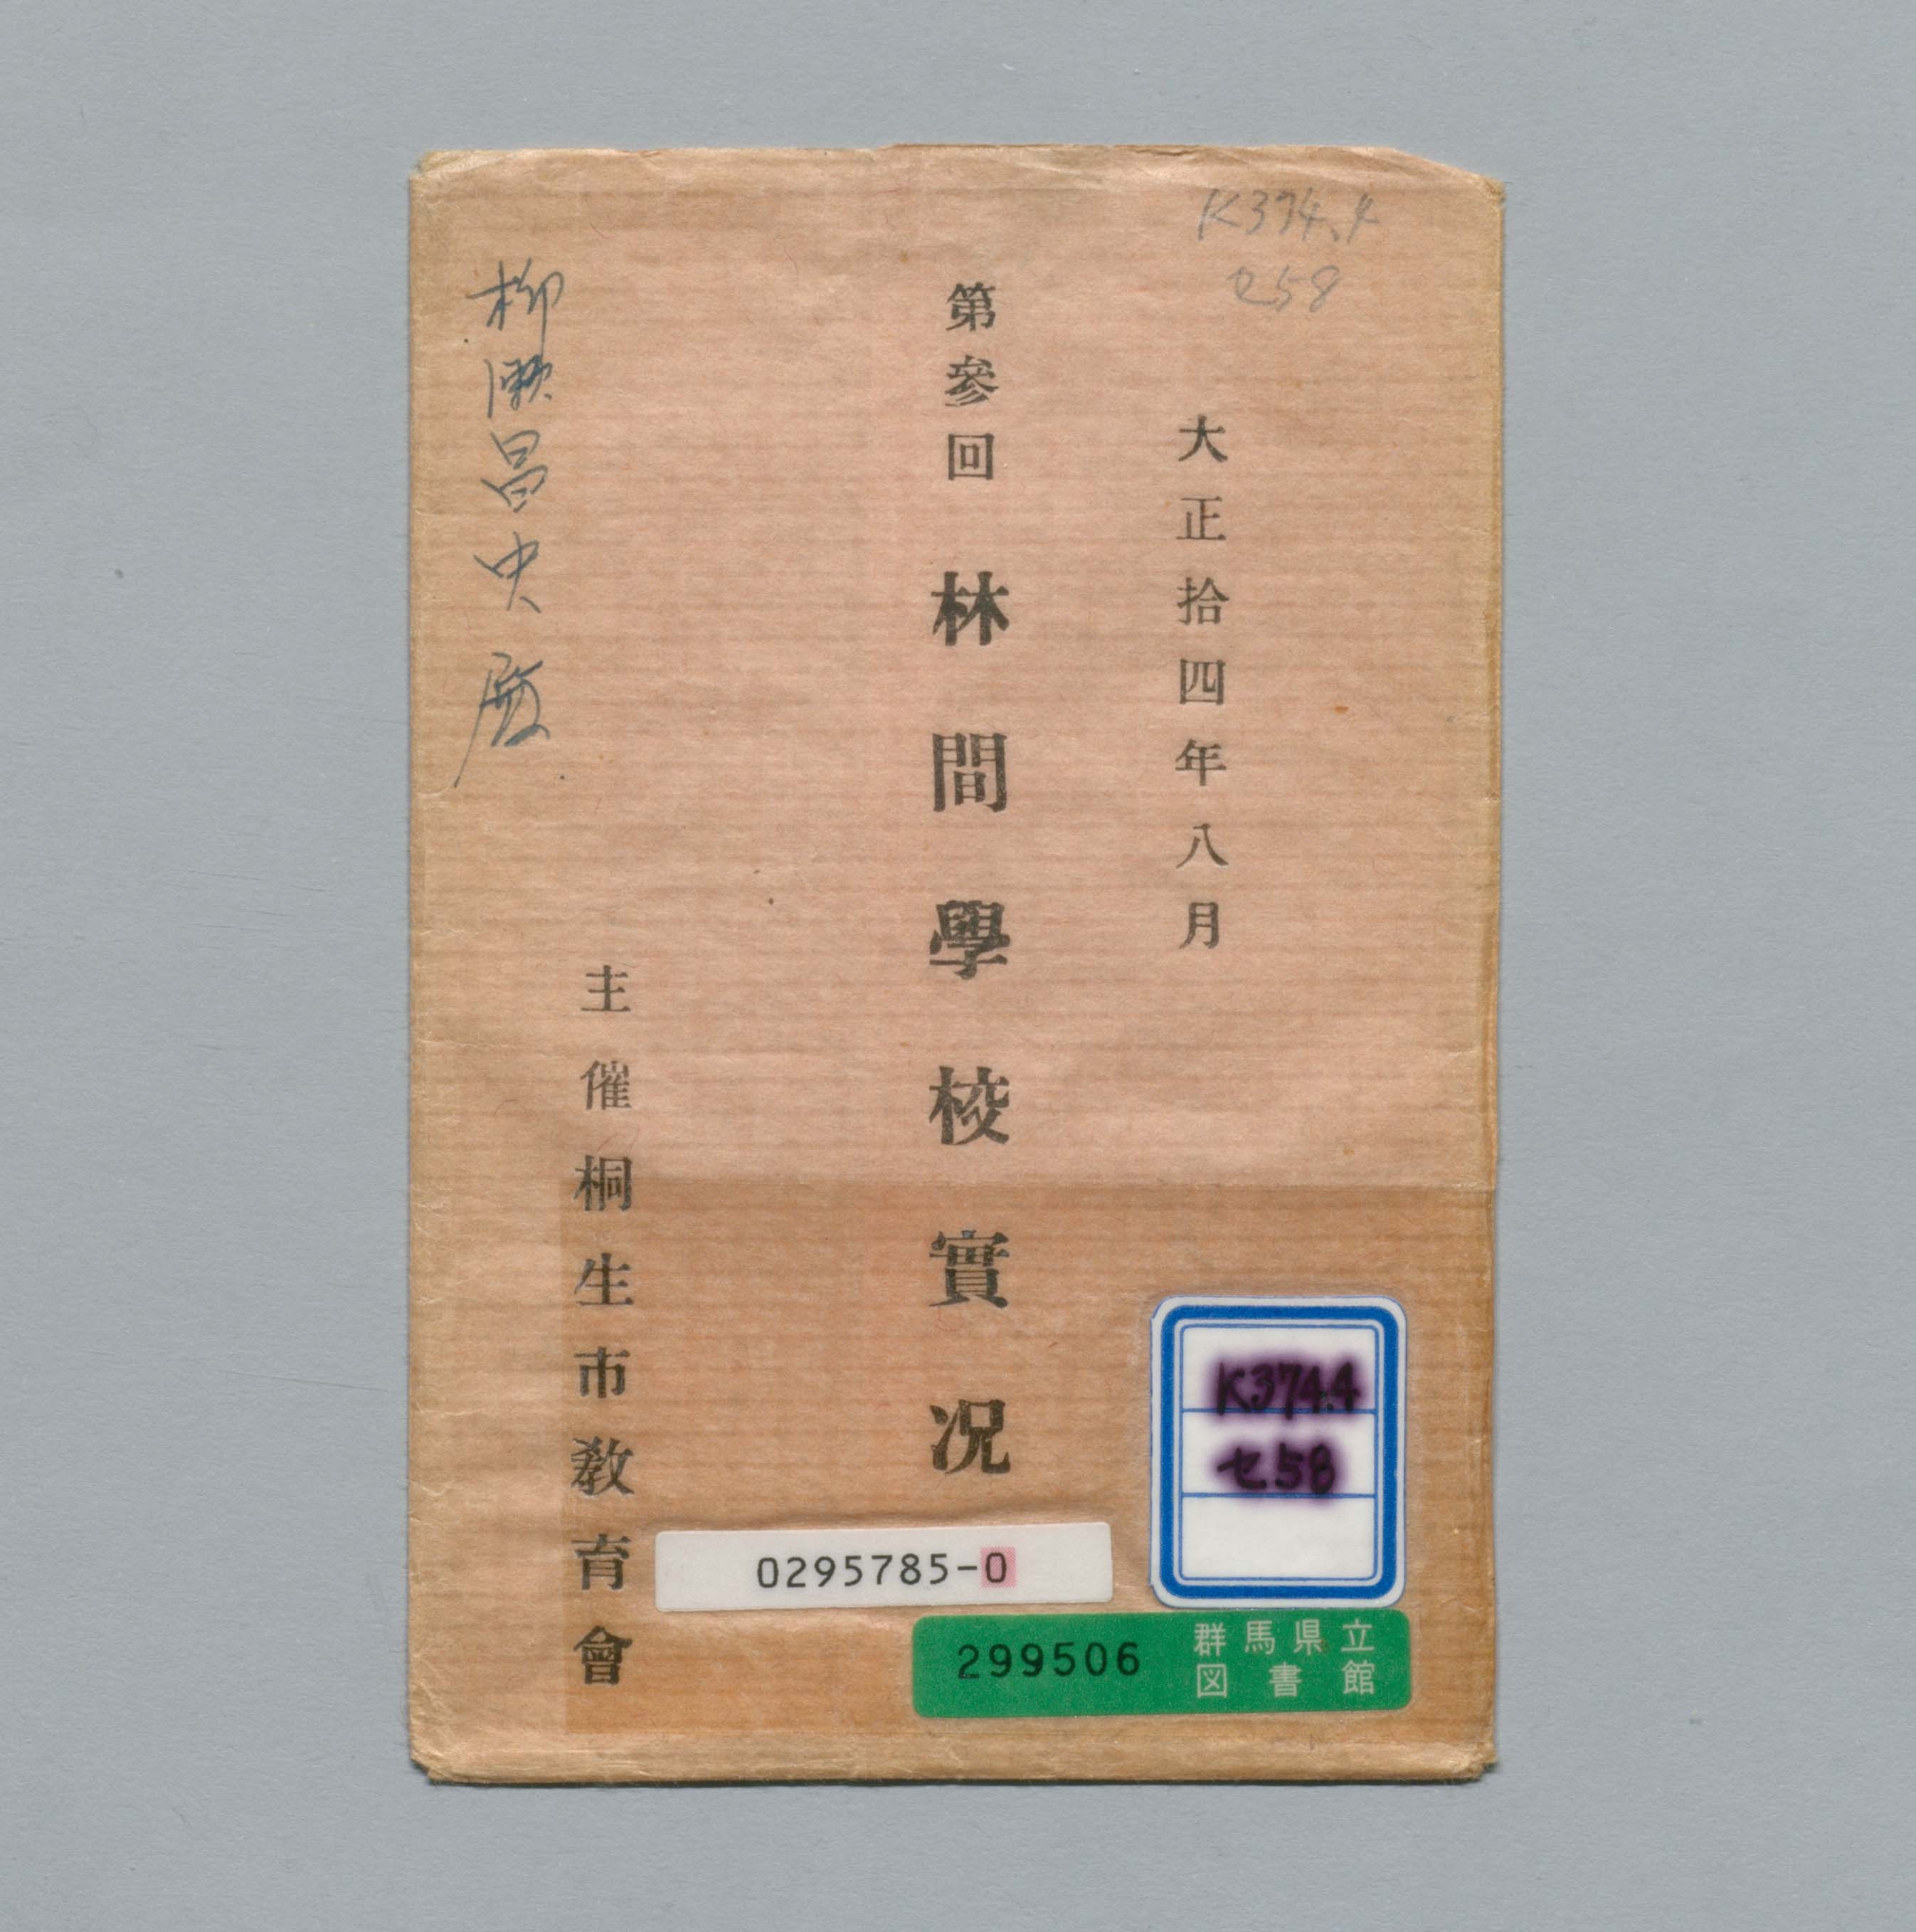 K374.4
セ58
大正拾四年八月
第參回 林間學校實况
主催桐生市敎育會
柳瀬昌史殿
K374.4
セ58
0295785-0
299506
群馬県立
図書館